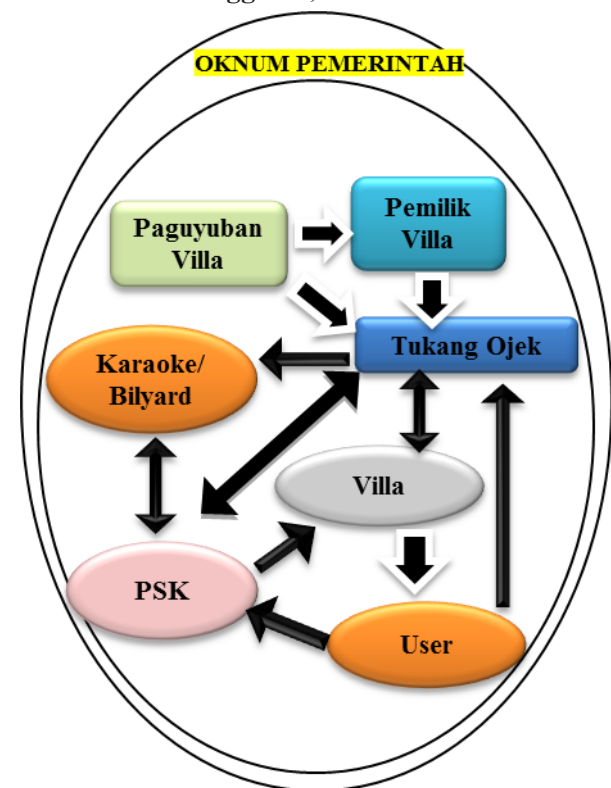 OKNUM PEMERINTAH
Paguyuban
Villa
Pemilik
Villa
Tukang Ojek
Karaoke/
Bilyard
Villa
PSK
User